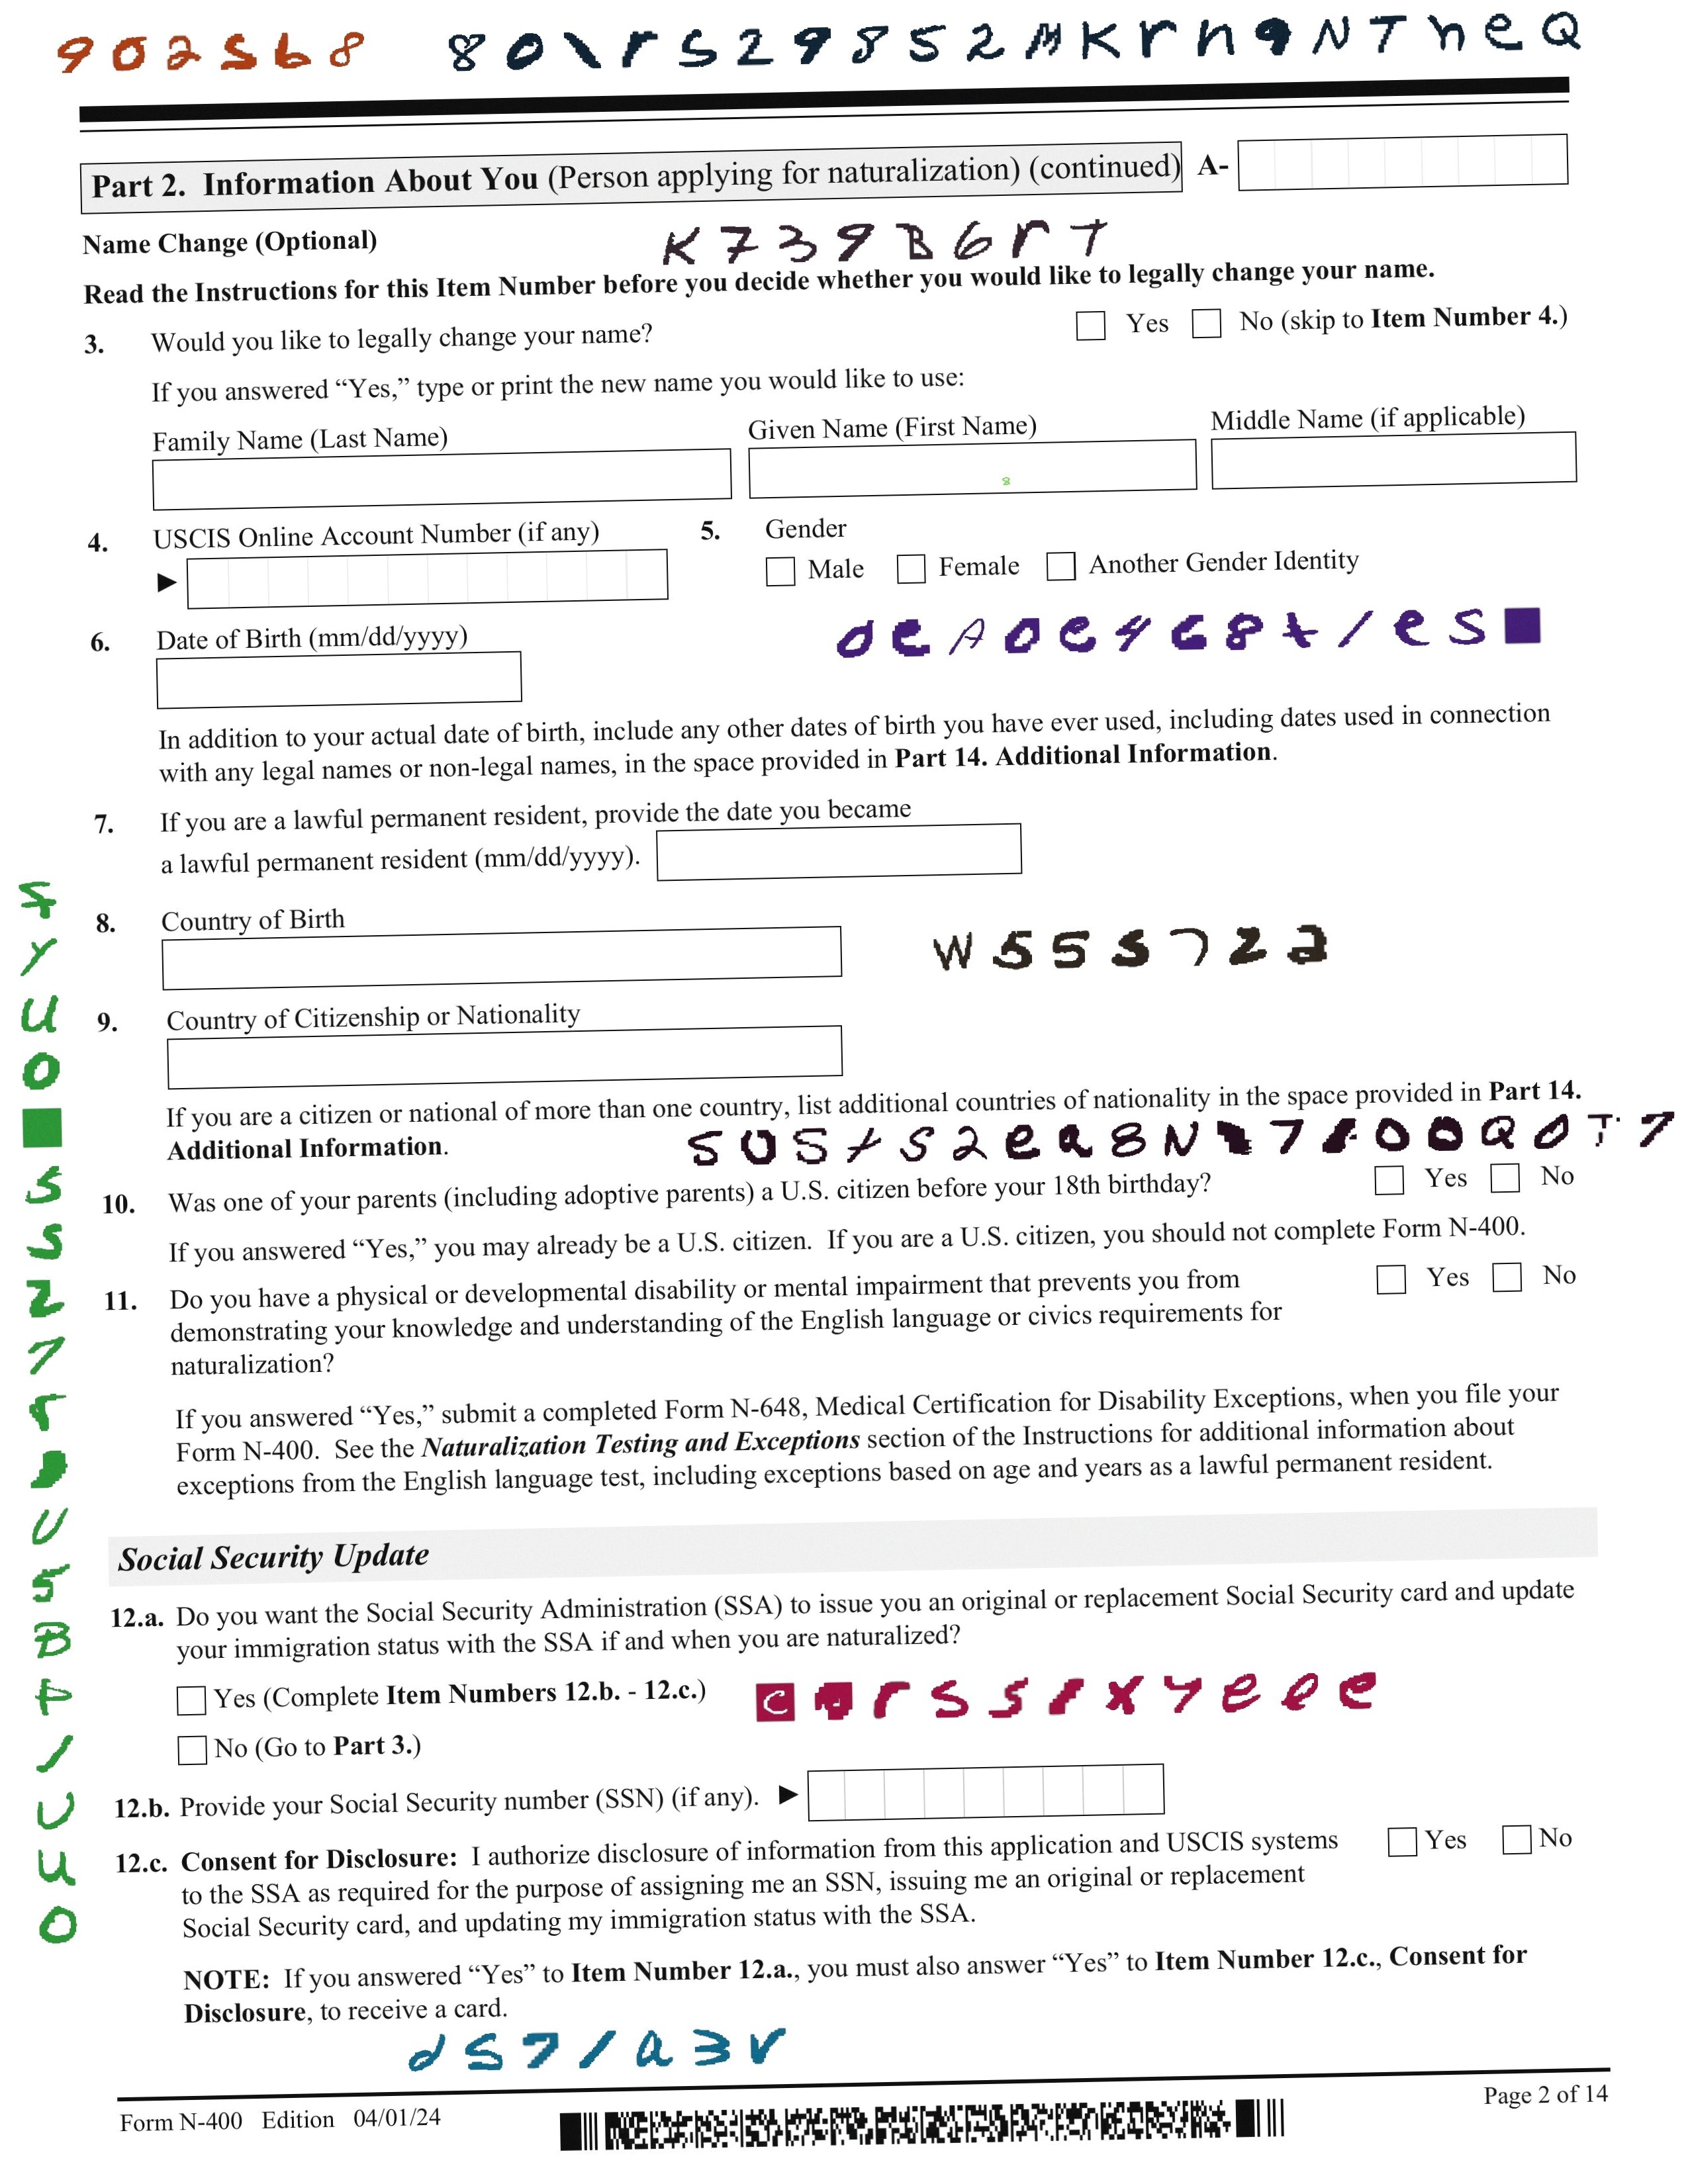 902S68 80\rS29852MKrh9NTheQ
Part 2. Information About You (Person applying for naturalization) (continued) A-
Name Change (Optional)
K739B6rT
Read the Instructions for this Item Number before you decide whether you would like to legally change your name.
3. Would you like to legally change your name? Yes No (skip to Item Number 4.)
If you answered “Yes,” type or print the new name you would like to use:
Family Name (Last Name) Given Name (First Name) Middle Name (if applicable)
8
4. USCIS Online Account Number (if any) 5. Gender
Male Female Another Gender Identity
6. Date of Birth (mm/dd/yyyy)
In addition to your actual date of birth, include any other dates of birth you have ever used, including dates used in connection
with any legal names or non-legal names, in the space provided in Part 14. Additional Information.
7. If you are a lawful permanent resident, provide the date you became
a lawful permanent resident (mm/dd/yyyy).
8. Country of Birth
W555722
9. Country of Citizenship or Nationality
If you are a citizen or national of more than one country, list additional countries of nationality in the space provided in Part 14.
Additional Information.
10. Was one of your parents (including adoptive parents) a U.S. citizen before your 18th birthday? Yes No
If you answered “Yes,” you may already be a U.S. citizen. If you are a U.S. citizen, you should not complete Form N-400.
11. Do you have a physical or developmental disability or mental impairment that prevents you from Yes No
demonstrating your knowledge and understanding of the English language or civics requirements for
naturalization?
If you answered “Yes,” submit a completed Form N-648, Medical Certification for Disability Exceptions, when you file your
Form N-400. See the Naturalization Testing and Exceptions section of the Instructions for additional information about
exceptions from the English language test, including exceptions based on age and years as a lawful permanent resident.
Social Security Update
12.a. Do you want the Social Security Administration (SSA) to issue you an original or replacement Social Security card and update
your immigration status with the SSA if and when you are naturalized?
Yes (Complete Item Numbers 12.b. - 12.c.)
No (Go to Part 3.)
12.b. Provide your Social Security number (SSN) (if any).
12.c. Consent for Disclosure: I authorize disclosure of information from this application and USCIS systems Yes No
to the SSA as required for the purpose of assigning me an SSN, issuing me an original or replacement
Social Security card, and updating my immigration status with the SSA.
NOTE: If you answered “Yes” to Item Number 12.a., you must also answer “Yes” to Item Number 12.c., Consent for
Disclosure, to receive a card.
dS7/a3r
Form N-400 Edition 04/01/24 Page 2 of 14